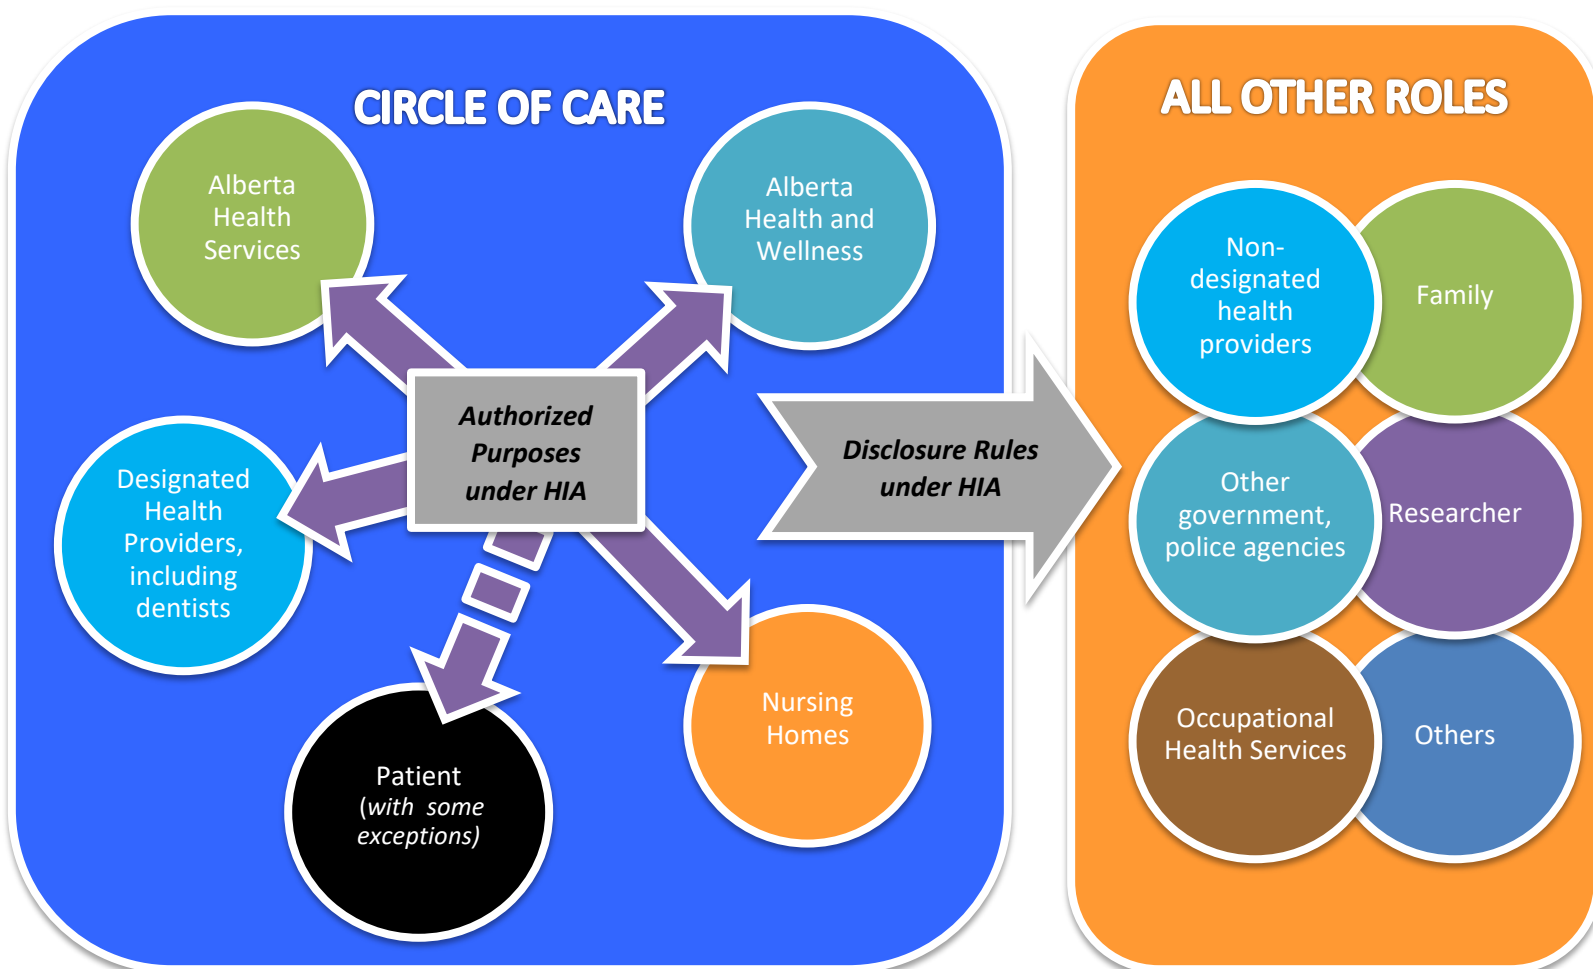 CIRCLE OF CARE
Alberta
Health
Services
Alberta
Health and
Wellness
Authorized
Purposes
under HIA
Designated
Health
Providers,
including
dentists
Patient
(with some
exceptions)
Nursing
Homes
Disclosure Rules
under HIA
ALL OTHER ROLES
Non-
designated
health
providers
Family
Other
government,
police agencies
Researcher
Occupational
Health Services
Others